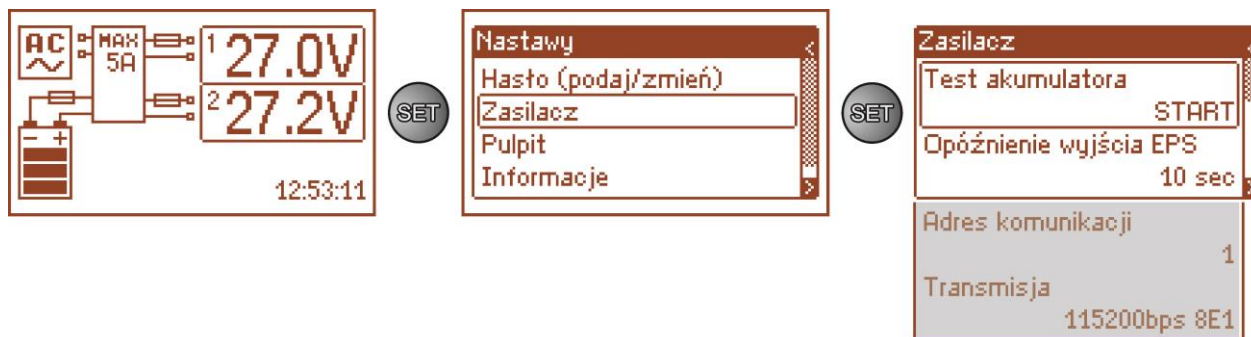 AC
MAX
5A
1 27.0V
2 27.2V
- +
12:53:11
SET
Nastawy
Hasło (podaj/zmień)
Zasilacz
Pulpit
Informacje
SET
Zasilacz
Test akumulatora
START
Opóźnienie wyjścia EPS
10 sec
Adres komunikacji
1
Transmisja
115200bps 8E1